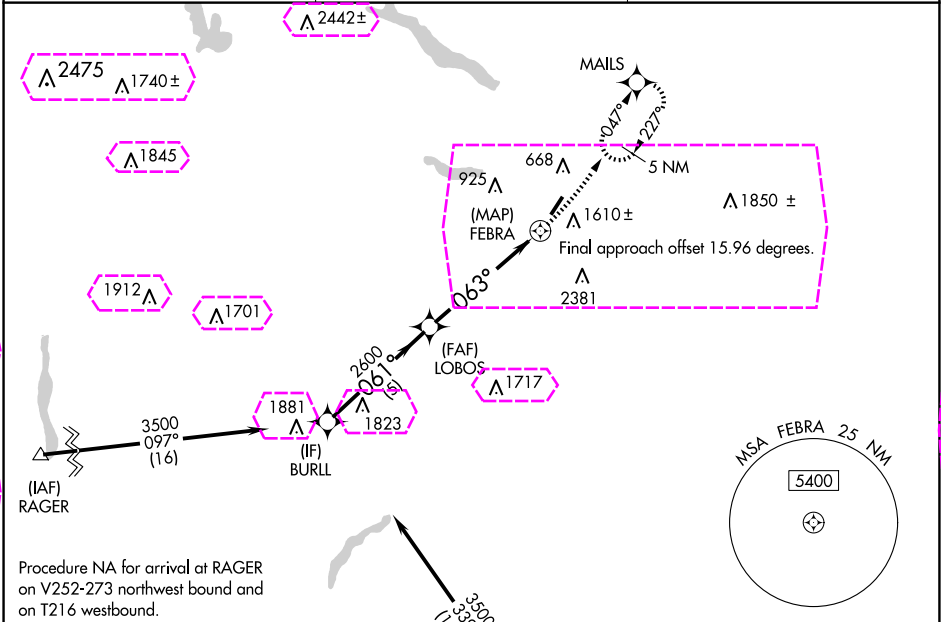 2442±
2475
1740±
MAILS
047°
227°
1845
668
5 NM
925
1850 ±
(MAP)
FEBRA
1610±
Final approach offset 15.96 degrees.
2381
1912
1701
063°
(FAF)
LOBOS
2600
061°
(5)
1717
1881
1823
3500
097°
(16)
(IF)
BURLL
(IAF)
RAGER
MSA FEBRA 25 NM
5400
Procedure NA for arrival at RAGER
on V252-273 northwest bound and
on T216 westbound.
3500